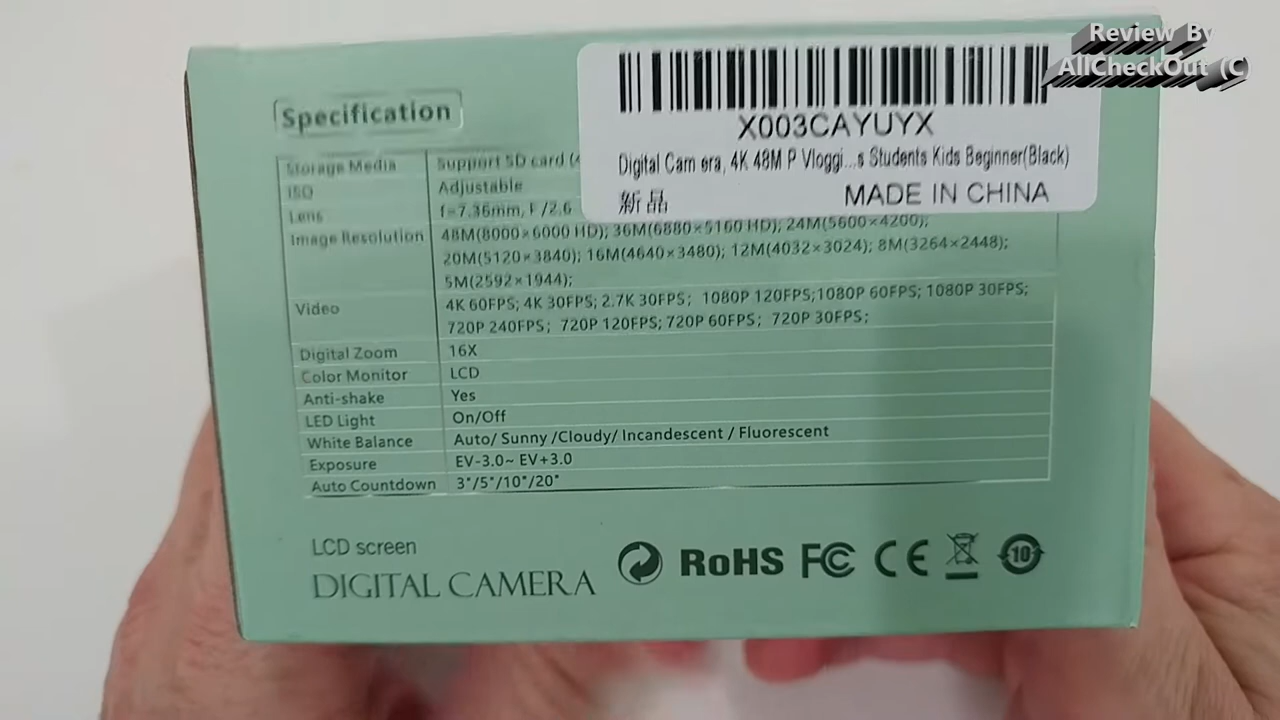 Review By
AllCheckOut (C)
Specification
X003CAYUYX
Digital Cam era, 4K 48M P Vloggi...s Students Kids Beginner(Black)
新品 MADE IN CHINA
Storage Media Support SD card (
ISO Adjustable
Lens f=7.36mm, F/2.6
Image Resolution 48M(8000×6000 HD); 36M(6880×5160 HD); 24M(5600×4200);
20M(5120×3840); 16M(4640×3480); 12M(4032×3024); 8M(3264×2448);
5M(2592×1944);
Video 4K 60FPS; 4K 30FPS; 2.7K 30FPS; 1080P 120FPS;1080P 60FPS; 1080P 30FPS;
720P 240FPS; 720P 120FPS; 720P 60FPS; 720P 30FPS;
Digital Zoom 16X
Color Monitor LCD
Anti-shake Yes
LED Light On/Off
White Balance Auto/ Sunny /Cloudy/ Incandescent / Fluorescent
Exposure EV-3.0~ EV+3.0
Auto Countdown 3"/5"/10"/20"
LCD screen
DIGITAL CAMERA
RoHS FC CE 10